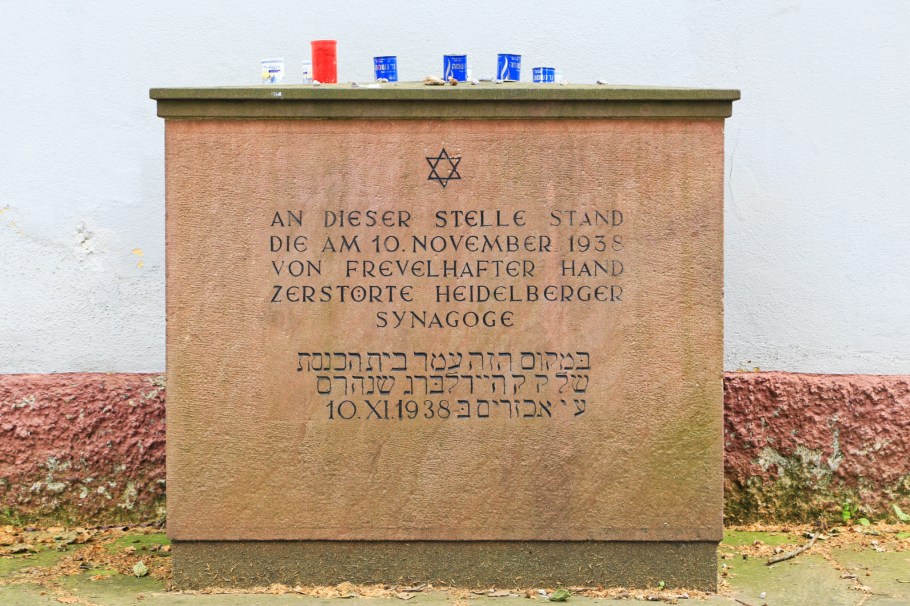 AN DIESER STELLE STAND
DIE AM 10. NOVEMBER 1938
VON FREVELHAFTER HAND
ZERSTÖRTE HEIDELBERGER
SYNAGOGE
במקום הזה עמך בית הכנסת
של ק ק היידלברג שנהרס
ע י אכזרים ב 10.XI.1938